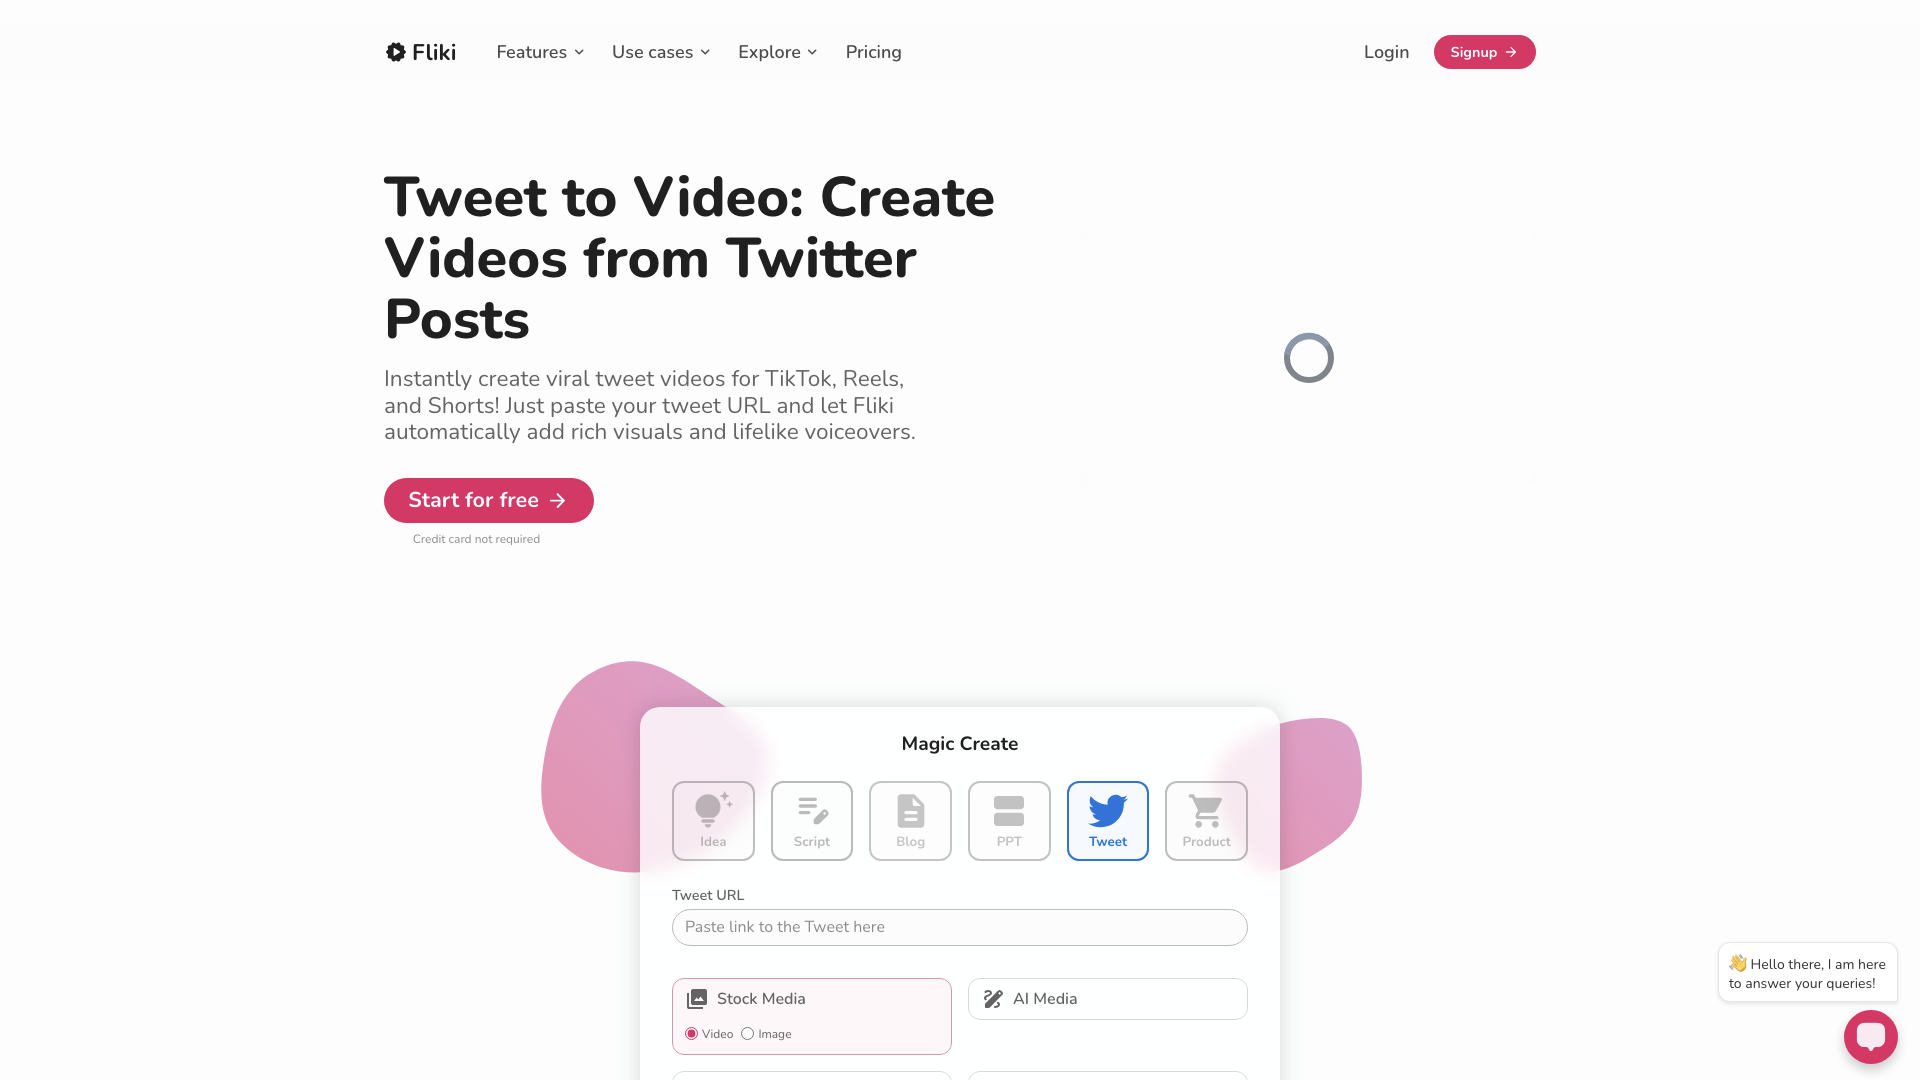 Fliki
Features
Use cases
Explore
Pricing
Login
Signup
Tweet to Video: Create
Videos from Twitter
Posts
Instantly create viral tweet videos for TikTok, Reels,
and Shorts! Just paste your tweet URL and let Fliki
automatically add rich visuals and lifelike voiceovers.
Start for free
Credit card not required
Magic Create
Idea
Script
Blog
PPT
Tweet
Product
Tweet URL
Paste link to the Tweet here
Stock Media
Video
Image
AI Media
👋 Hello there, I am here
to answer your queries!